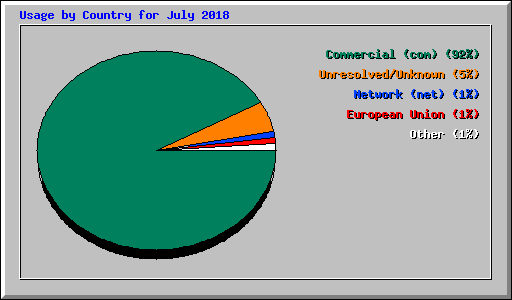 Usage by Country for July 2018
Commercial (com) (92%)
Unresolved/Unknown (5%)
Network (net) (1%)
European Union (1%)
Other (1%)